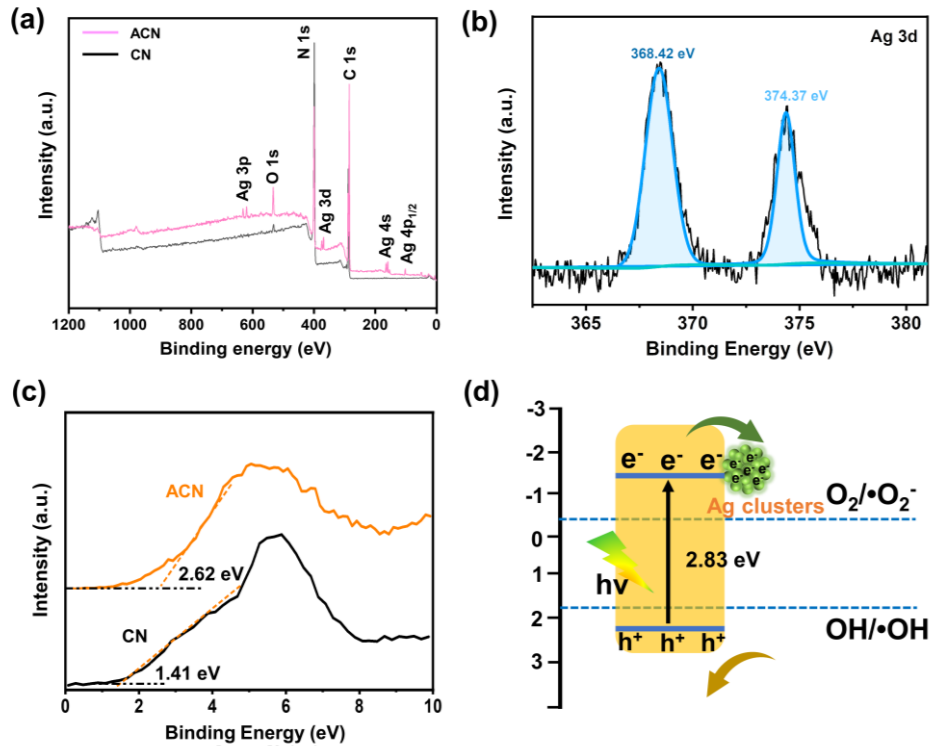 (a)
ACN
CN
N 1s
C 1s
O 1s
Ag 3p
Ag 3d
Ag 4s
Ag 4p1/2
Intensity (a.u.)
1200 1000 800 600 400 200 0
Binding energy (eV)
(b)
Ag 3d
368.42 eV
374.37 eV
Intensity (a.u.)
365 370 375 380
Binding Energy (eV)
(c)
ACN
2.62 eV
CN
1.41 eV
Intensity (a.u.)
0 2 4 6 8 10
Binding Energy (eV)
(d)
-3
-2
-1
0
1
2
3
e- e- e-
e- e- e- e- e- e- e-
Ag clusters
O2/•O2-
2.83 eV
hv
OH/•OH
h+ h+ h+